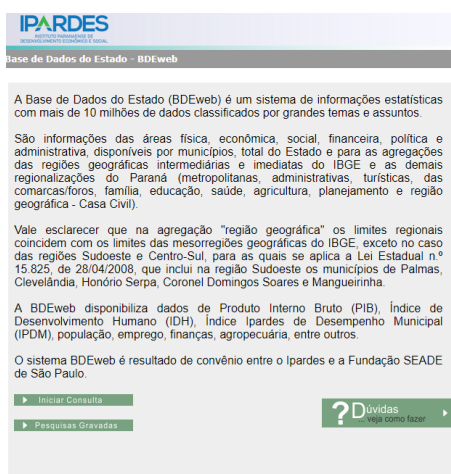 IPARDES
INSTITUTO PARANAENSE DE
DESENVOLVIMENTO ECONÔMICO E SOCIAL
Base de Dados do Estado - BDEweb
A Base de Dados do Estado (BDEweb) é um sistema de informações estatísticas
com mais de 10 milhões de dados classificados por grandes temas e assuntos.
São informações das áreas física, econômica, social, financeira, política e
administrativa, disponíveis por municípios, total do Estado e para as agregações
das regiões geográficas intermediárias e imediatas do IBGE e as demais
regionalizações do Paraná (metropolitanas, administrativas, turísticas, das
comarcas/foros, família, educação, saúde, agricultura, planejamento e região
geográfica - Casa Civil).
Vale esclarecer que na agregação "região geográfica" os limites regionais
coincidem com os limites das mesorregiões geográficas do IBGE, exceto no caso
das regiões Sudoeste e Centro-Sul, para as quais se aplica a Lei Estadual n.º
15.825, de 28/04/2008, que inclui na região Sudoeste os municípios de Palmas,
Clevelândia, Honório Serpa, Coronel Domingos Soares e Mangueirinha.
A BDEweb disponibiliza dados de Produto Interno Bruto (PIB), Índice de
Desenvolvimento Humano (IDH), Índice Ipardes de Desempenho Municipal
(IPDM), população, emprego, finanças, agropecuária, entre outros.
O sistema BDEweb é resultado de convênio entre o Ipardes e a Fundação SEADE
de São Paulo.
Iniciar Consulta
Pesquisas Gravadas
? Dúvidas
... veja como fazer